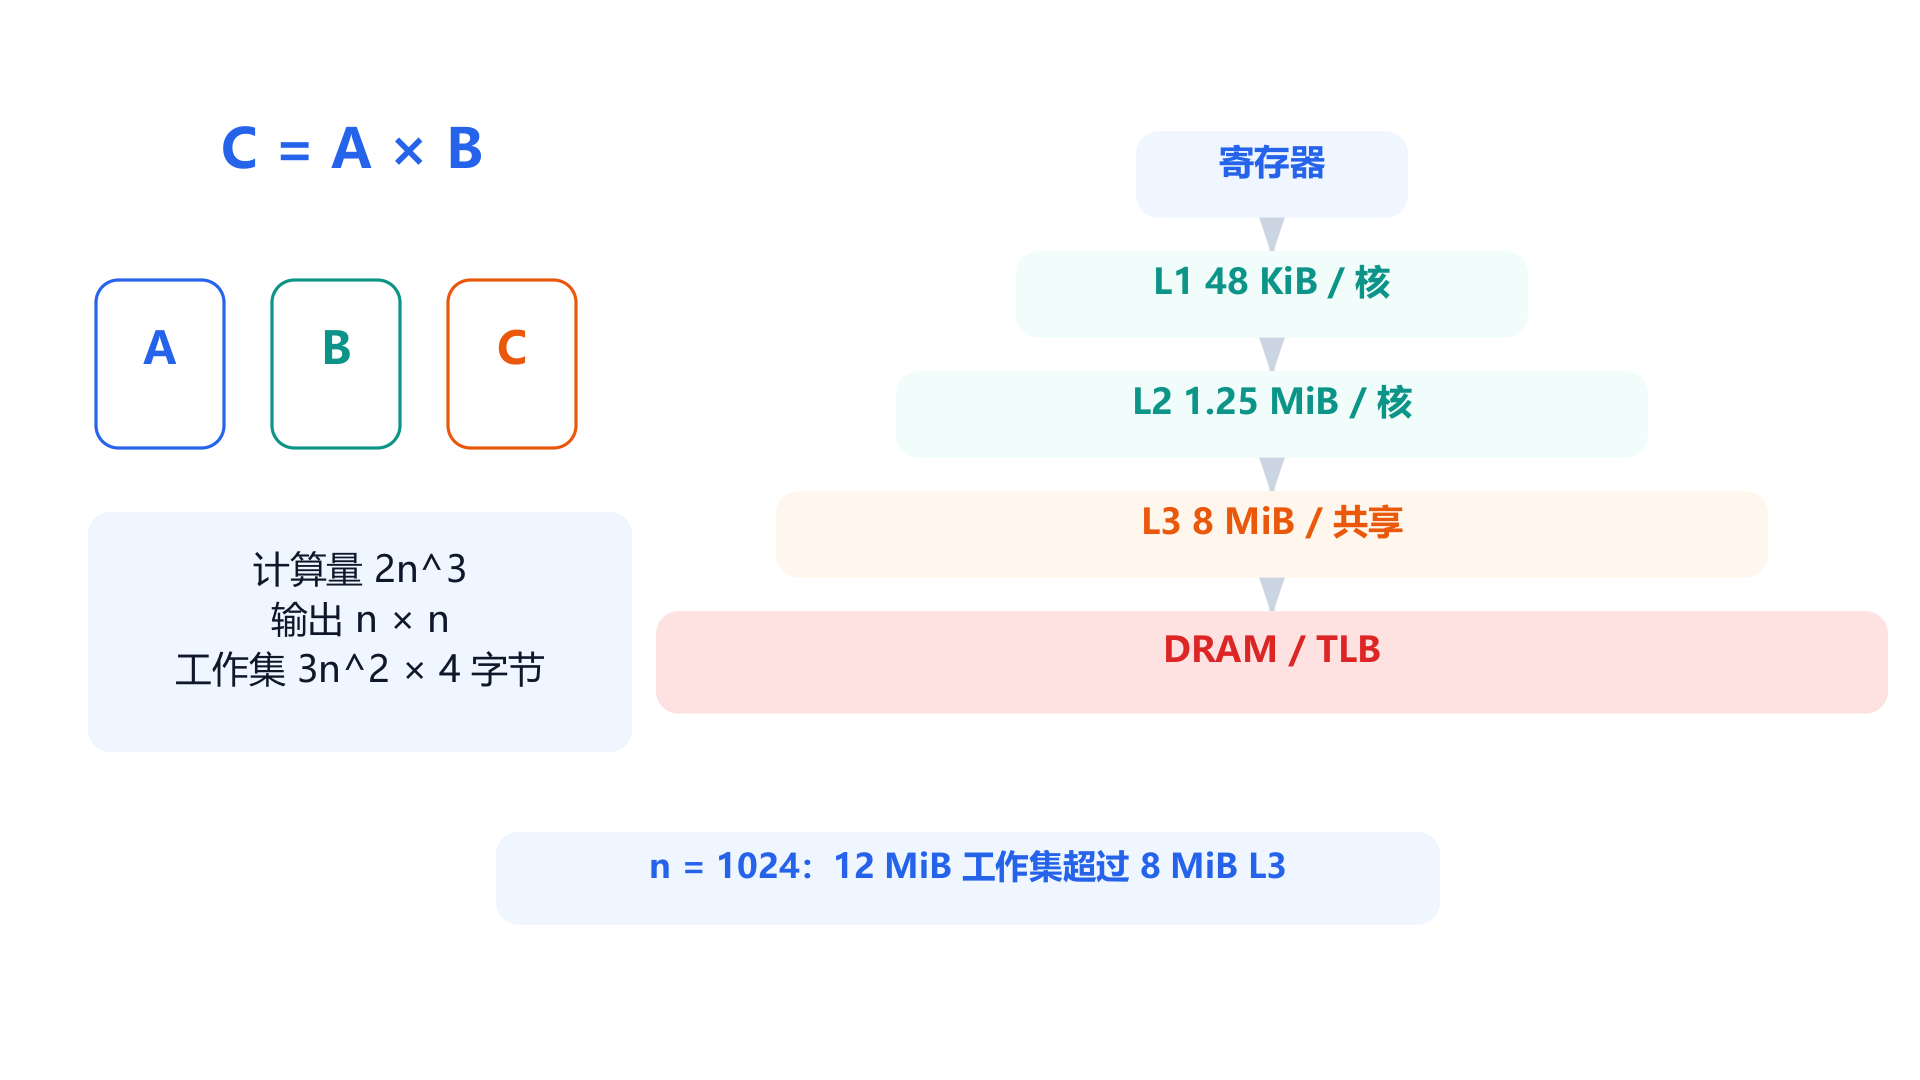 C = A × B
A
B
C
计算量 2n^3
输出 n × n
工作集 3n^2 × 4 字节
寄存器
L1 48 KiB / 核
L2 1.25 MiB / 核
L3 8 MiB / 共享
DRAM / TLB
n = 1024：12 MiB 工作集超过 8 MiB L3